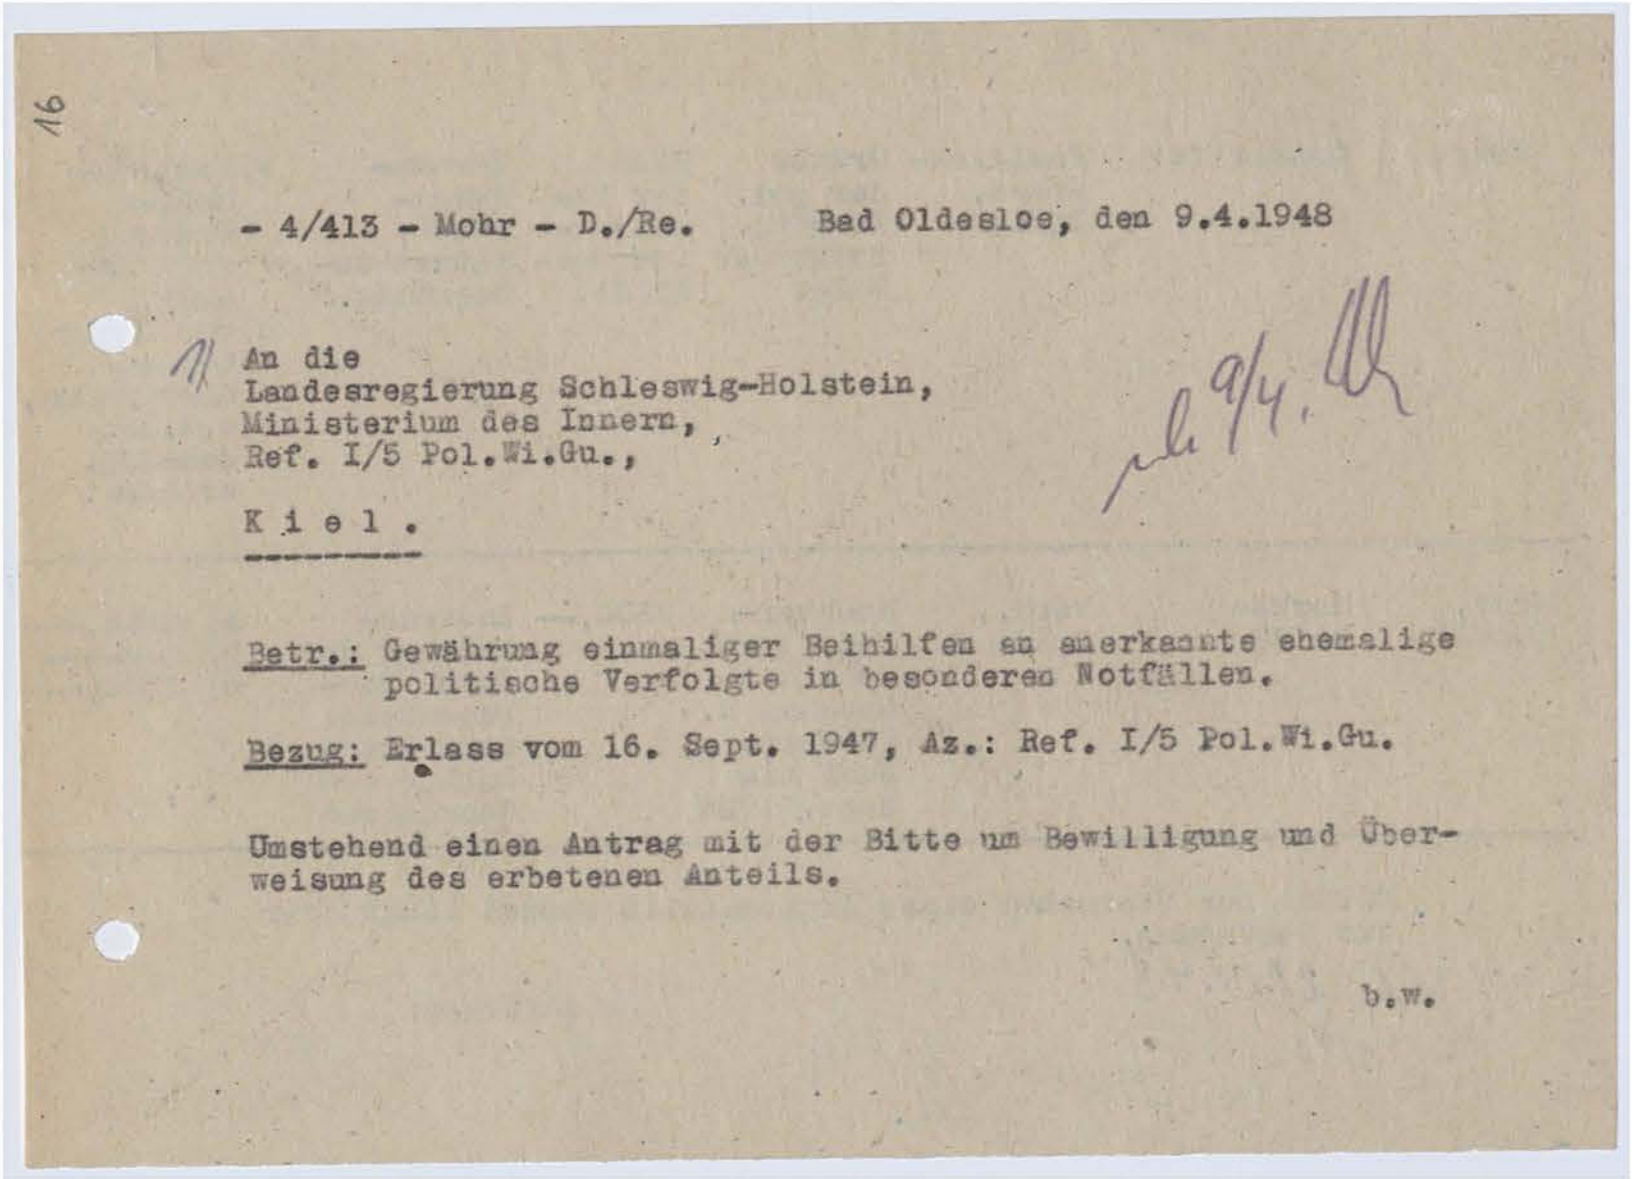 16
- 4/413 - Mohr - D./Re. Bad Oldesloe, den 9.4.1948
1) An die
Landesregierung Schleswig-Holstein,
Ministerium des Innern,
Ref. I/5 Pol.Wi.Gu.,
9/4.
K i e l .
Betr.: Gewährung einmaliger Beihilfen an anerkannte ehemalige
politische Verfolgte in besonderen Notfällen.
Bezug: Erlass vom 16. Sept. 1947, Az.: Ref. I/5 Pol.Wi.Gu.
Umstehend einen Antrag mit der Bitte um Bewilligung und Über-
weisung des erbetenen Anteils.
b.w.